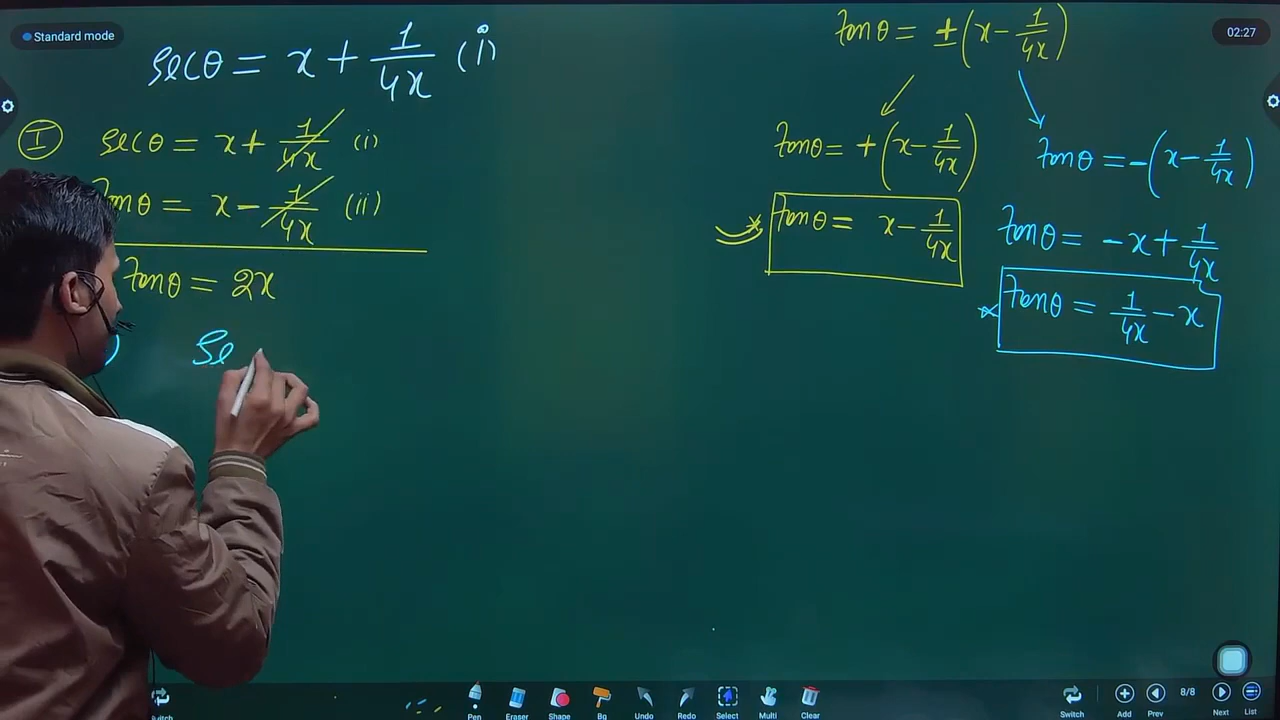 Standard mode
02:27
secθ = x + 1/4x (i)
I secθ = x + 1/4x (i)
tanθ = x - 1/4x (ii)
tanθ = 2x
) Se
tanθ = ±(x - 1/4x)
tanθ = +(x - 1/4x)
tanθ = x - 1/4x
tanθ = -(x - 1/4x)
tanθ = -x + 1/4x
tanθ = 1/4x - x
Pen Eraser Shape Bg Undo Redo Select Multi Clear
Switch Add Prev 8/8 Next List